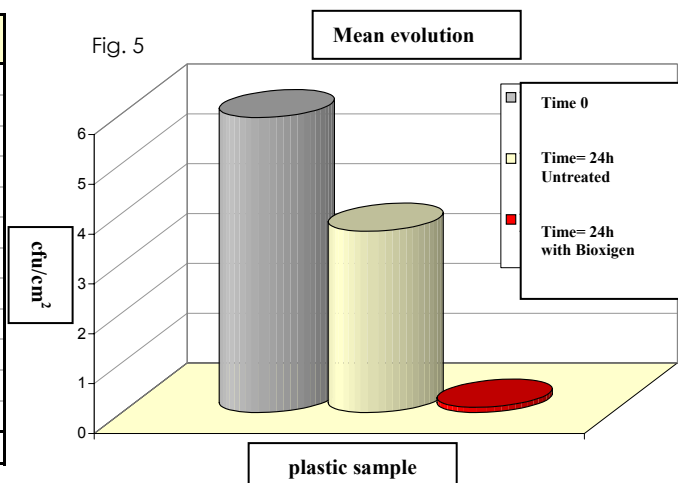 Fig. 5
Mean evolution
6
5
4
3
2
1
0
cfu/cm²
Time 0
Time= 24h
Untreated
Time= 24h
with Bioxigen
plastic sample